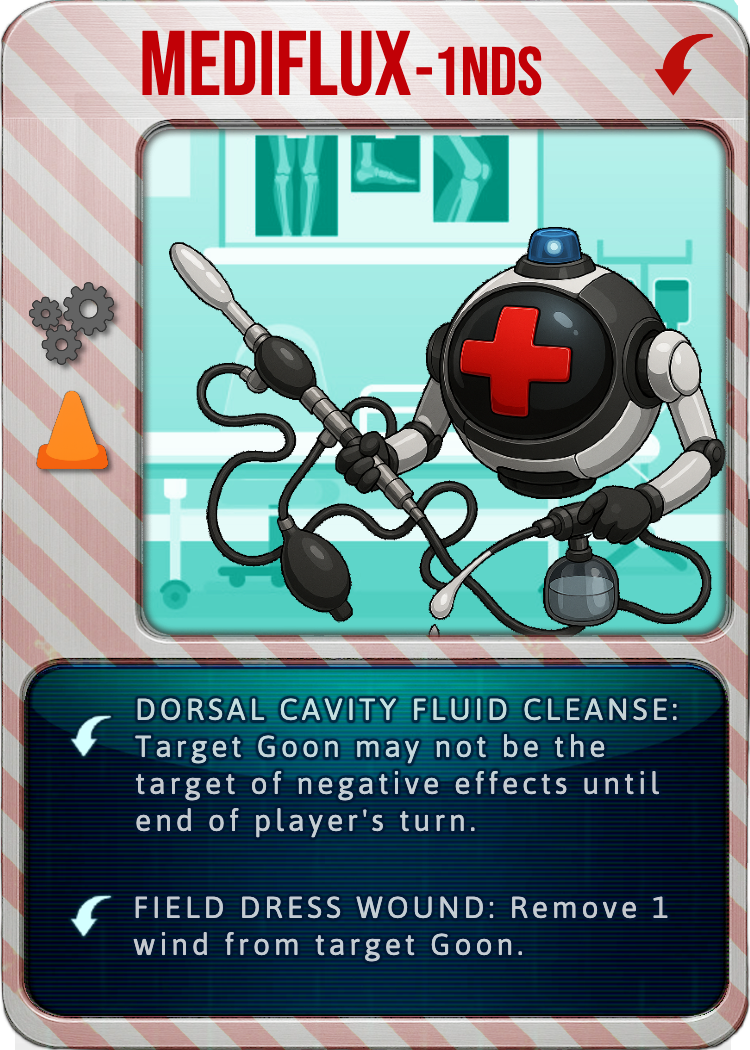 MEDIFLUX-1NDS
DORSAL CAVITY FLUID CLEANSE:
Target Goon may not be the
target of negative effects until
end of player's turn.
FIELD DRESS WOUND: Remove 1
wind from target Goon.